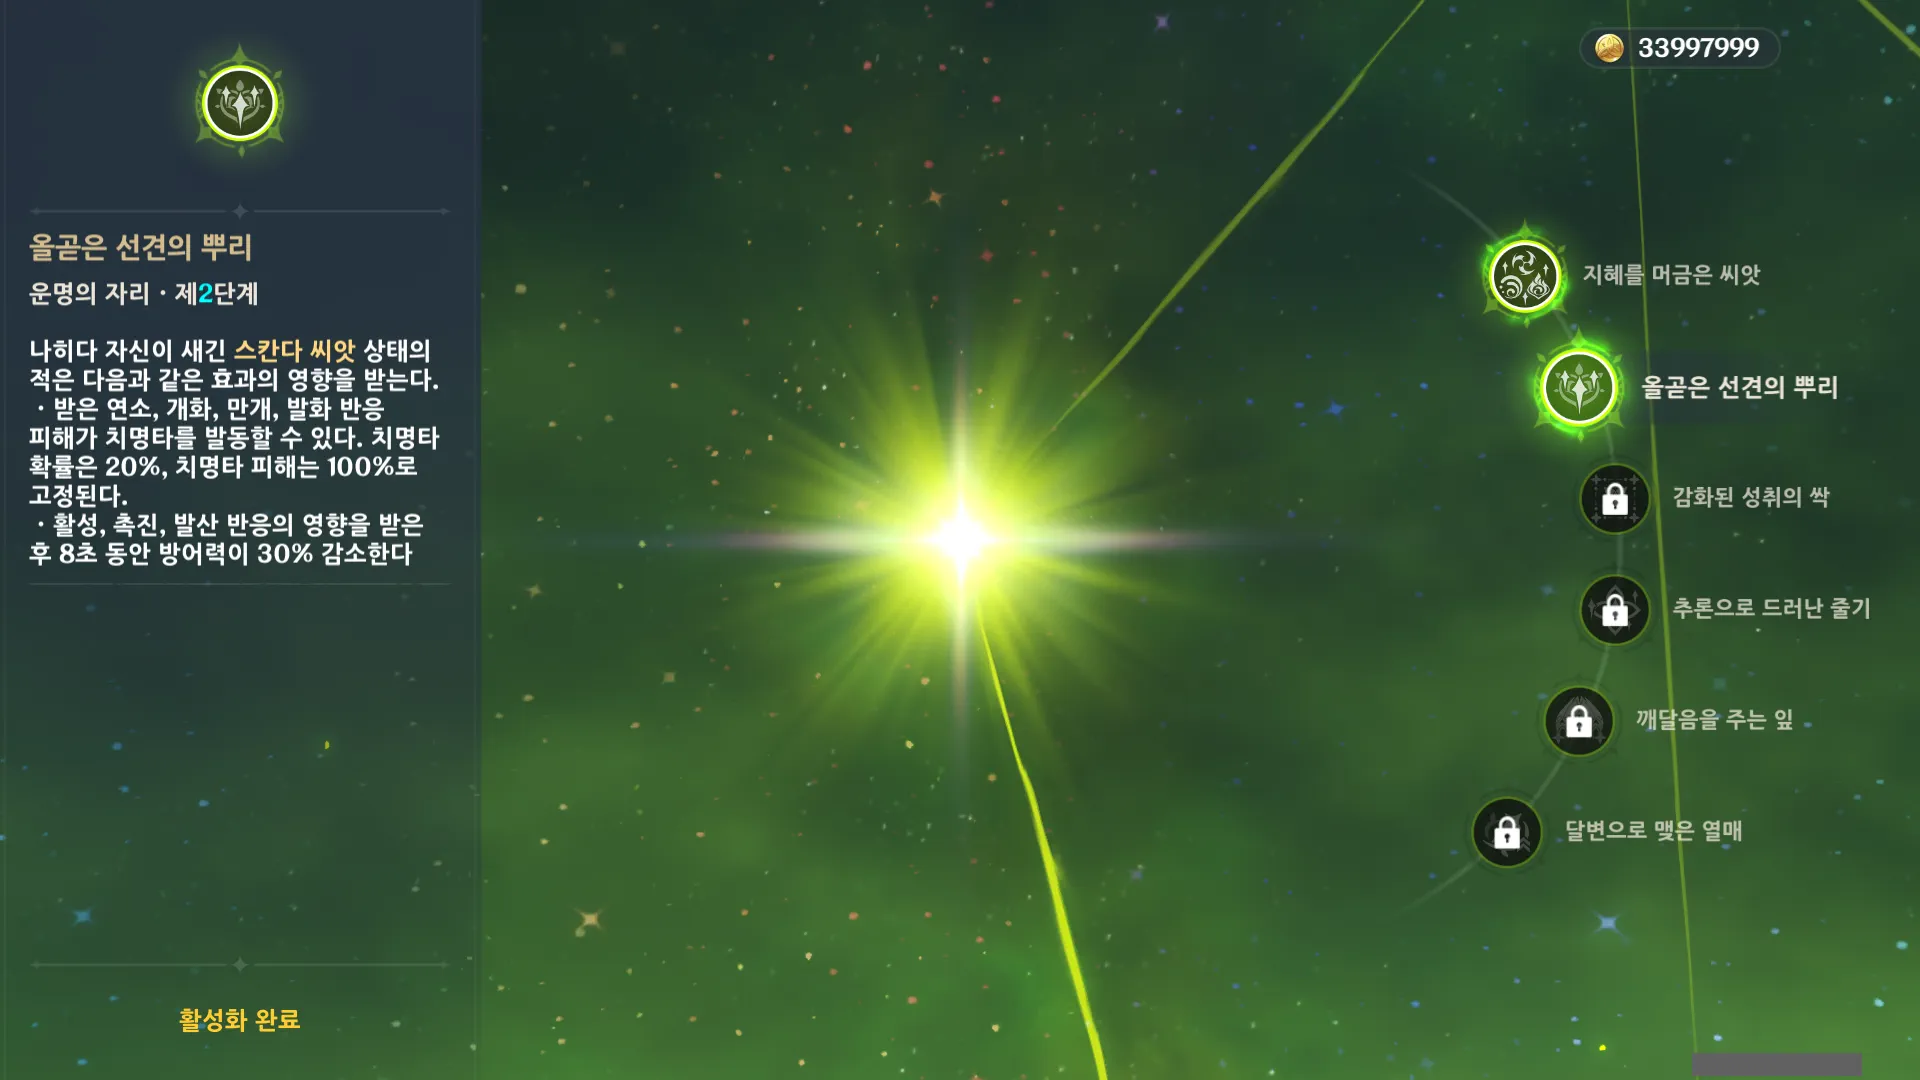 33997999
올곧은 선견의 뿌리
운명의 자리 · 제2단계
나히다 자신이 새긴 스칸다 씨앗 상태의
적은 다음과 같은 효과의 영향을 받는다.
· 받은 연소, 개화, 만개, 발화 반응
피해가 치명타를 발동할 수 있다. 치명타
확률은 20%, 치명타 피해는 100%로
고정된다.
· 활성, 촉진, 발산 반응의 영향을 받은
후 8초 동안 방어력이 30% 감소한다
활성화 완료
지혜를 머금은 씨앗
올곧은 선견의 뿌리
감화된 성취의 싹
추론으로 드러난 줄기
깨달음을 주는 잎
달변으로 맺은 열매